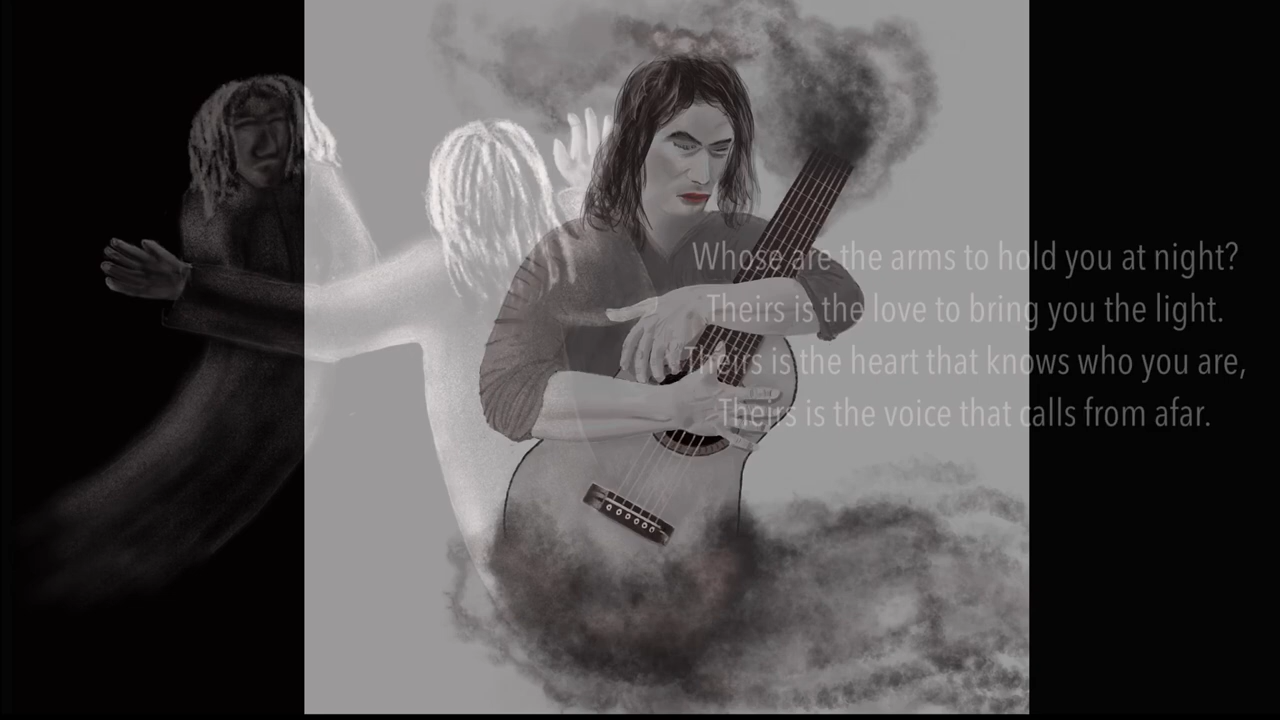 Whose are the arms to hold you at night?
Theirs is the love to bring you the light.
Theirs is the heart that knows who you are,
Theirs is the voice that calls from afar.